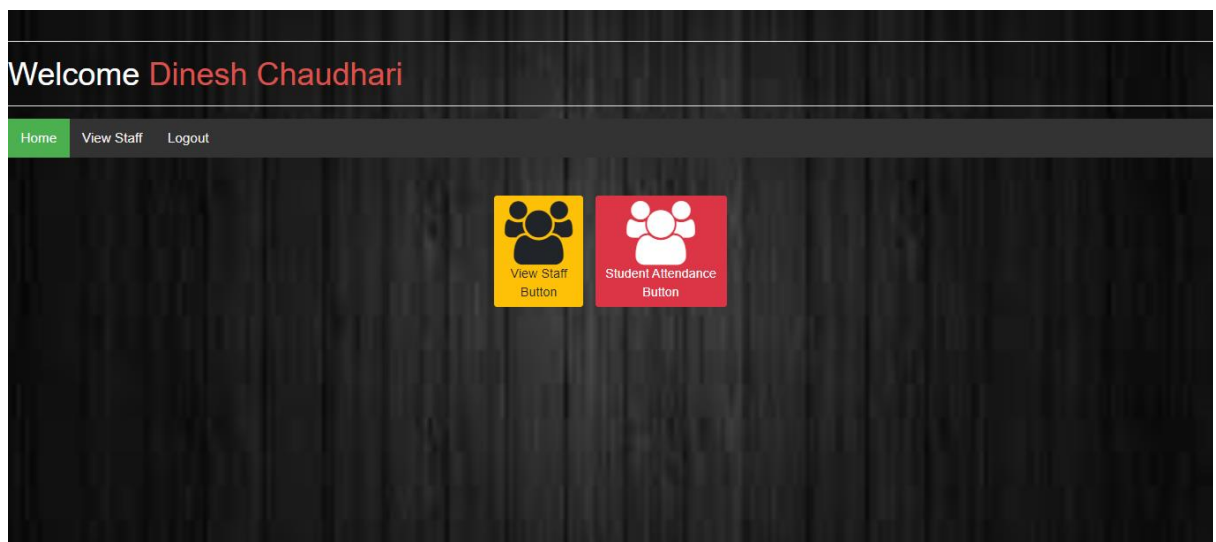 Welcome Dinesh Chaudhari
Home View Staff Logout
View Staff
Button
Student Attendance
Button